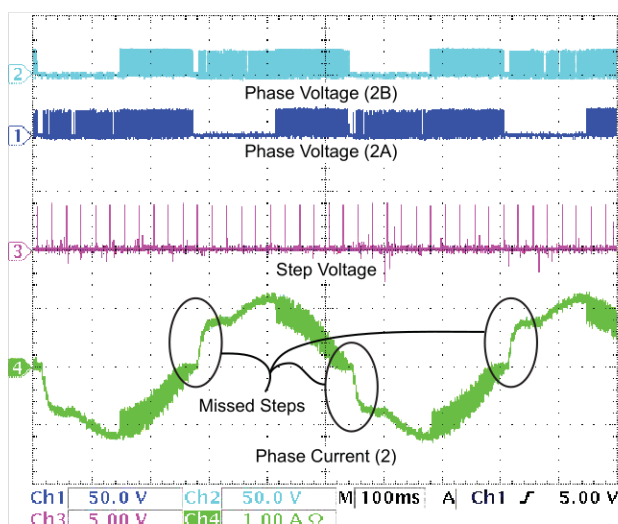 2
Phase Voltage (2B)
1
Phase Voltage (2A)
3
Step Voltage
4
Missed Steps
Phase Current (2)
Ch1 50.0 V Ch2 50.0 V M 100ms A Ch1 5.00 V
Ch3 5.00 V Ch4 1.00 A Ω